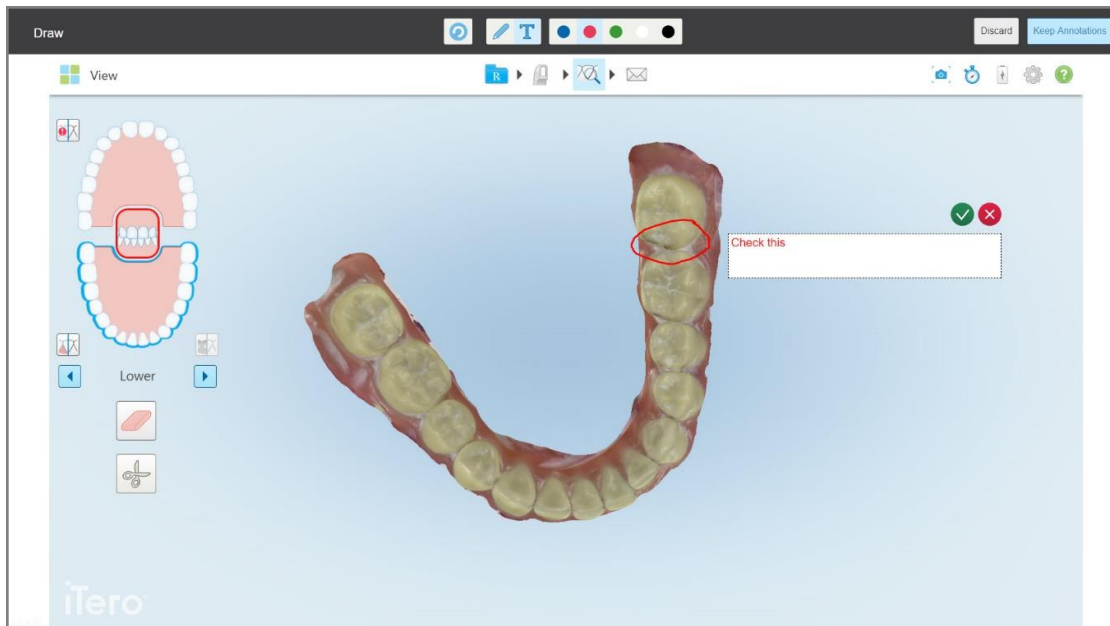 Draw
T
Discard
Keep Annotations
View
R
?
Check this
Lower
iTero